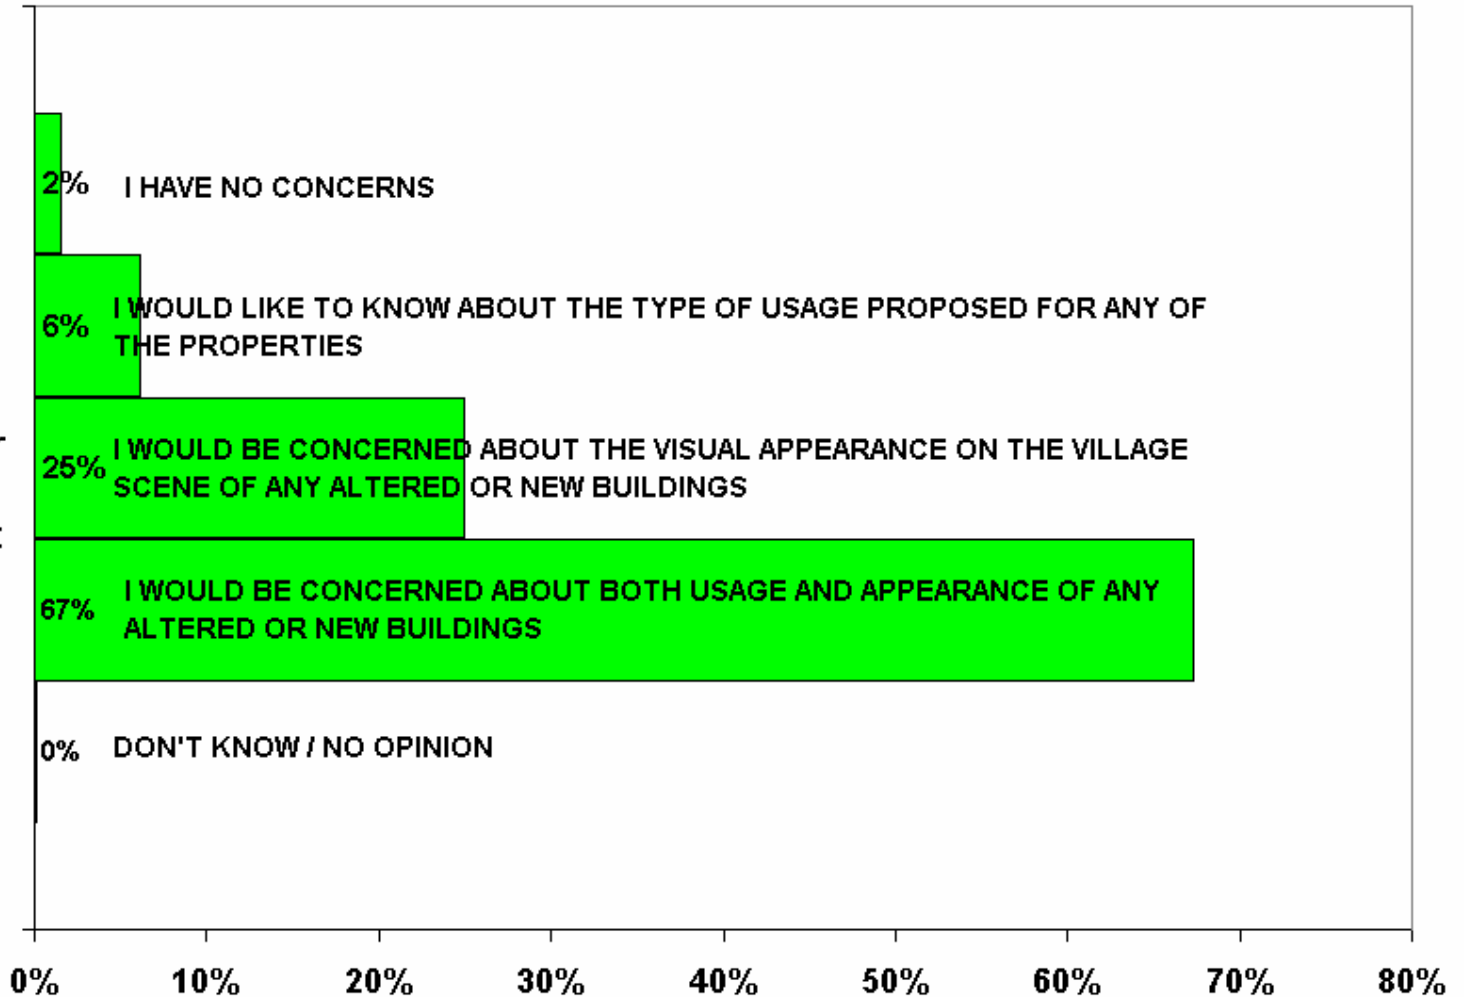 2% I HAVE NO CONCERNS
6% I WOULD LIKE TO KNOW ABOUT THE TYPE OF USAGE PROPOSED FOR ANY OF
THE PROPERTIES
25% I WOULD BE CONCERNED ABOUT THE VISUAL APPEARANCE ON THE VILLAGE
SCENE OF ANY ALTERED OR NEW BUILDINGS
67% I WOULD BE CONCERNED ABOUT BOTH USAGE AND APPEARANCE OF ANY
ALTERED OR NEW BUILDINGS
0% DON'T KNOW / NO OPINION
0% 10% 20% 30% 40% 50% 60% 70% 80%